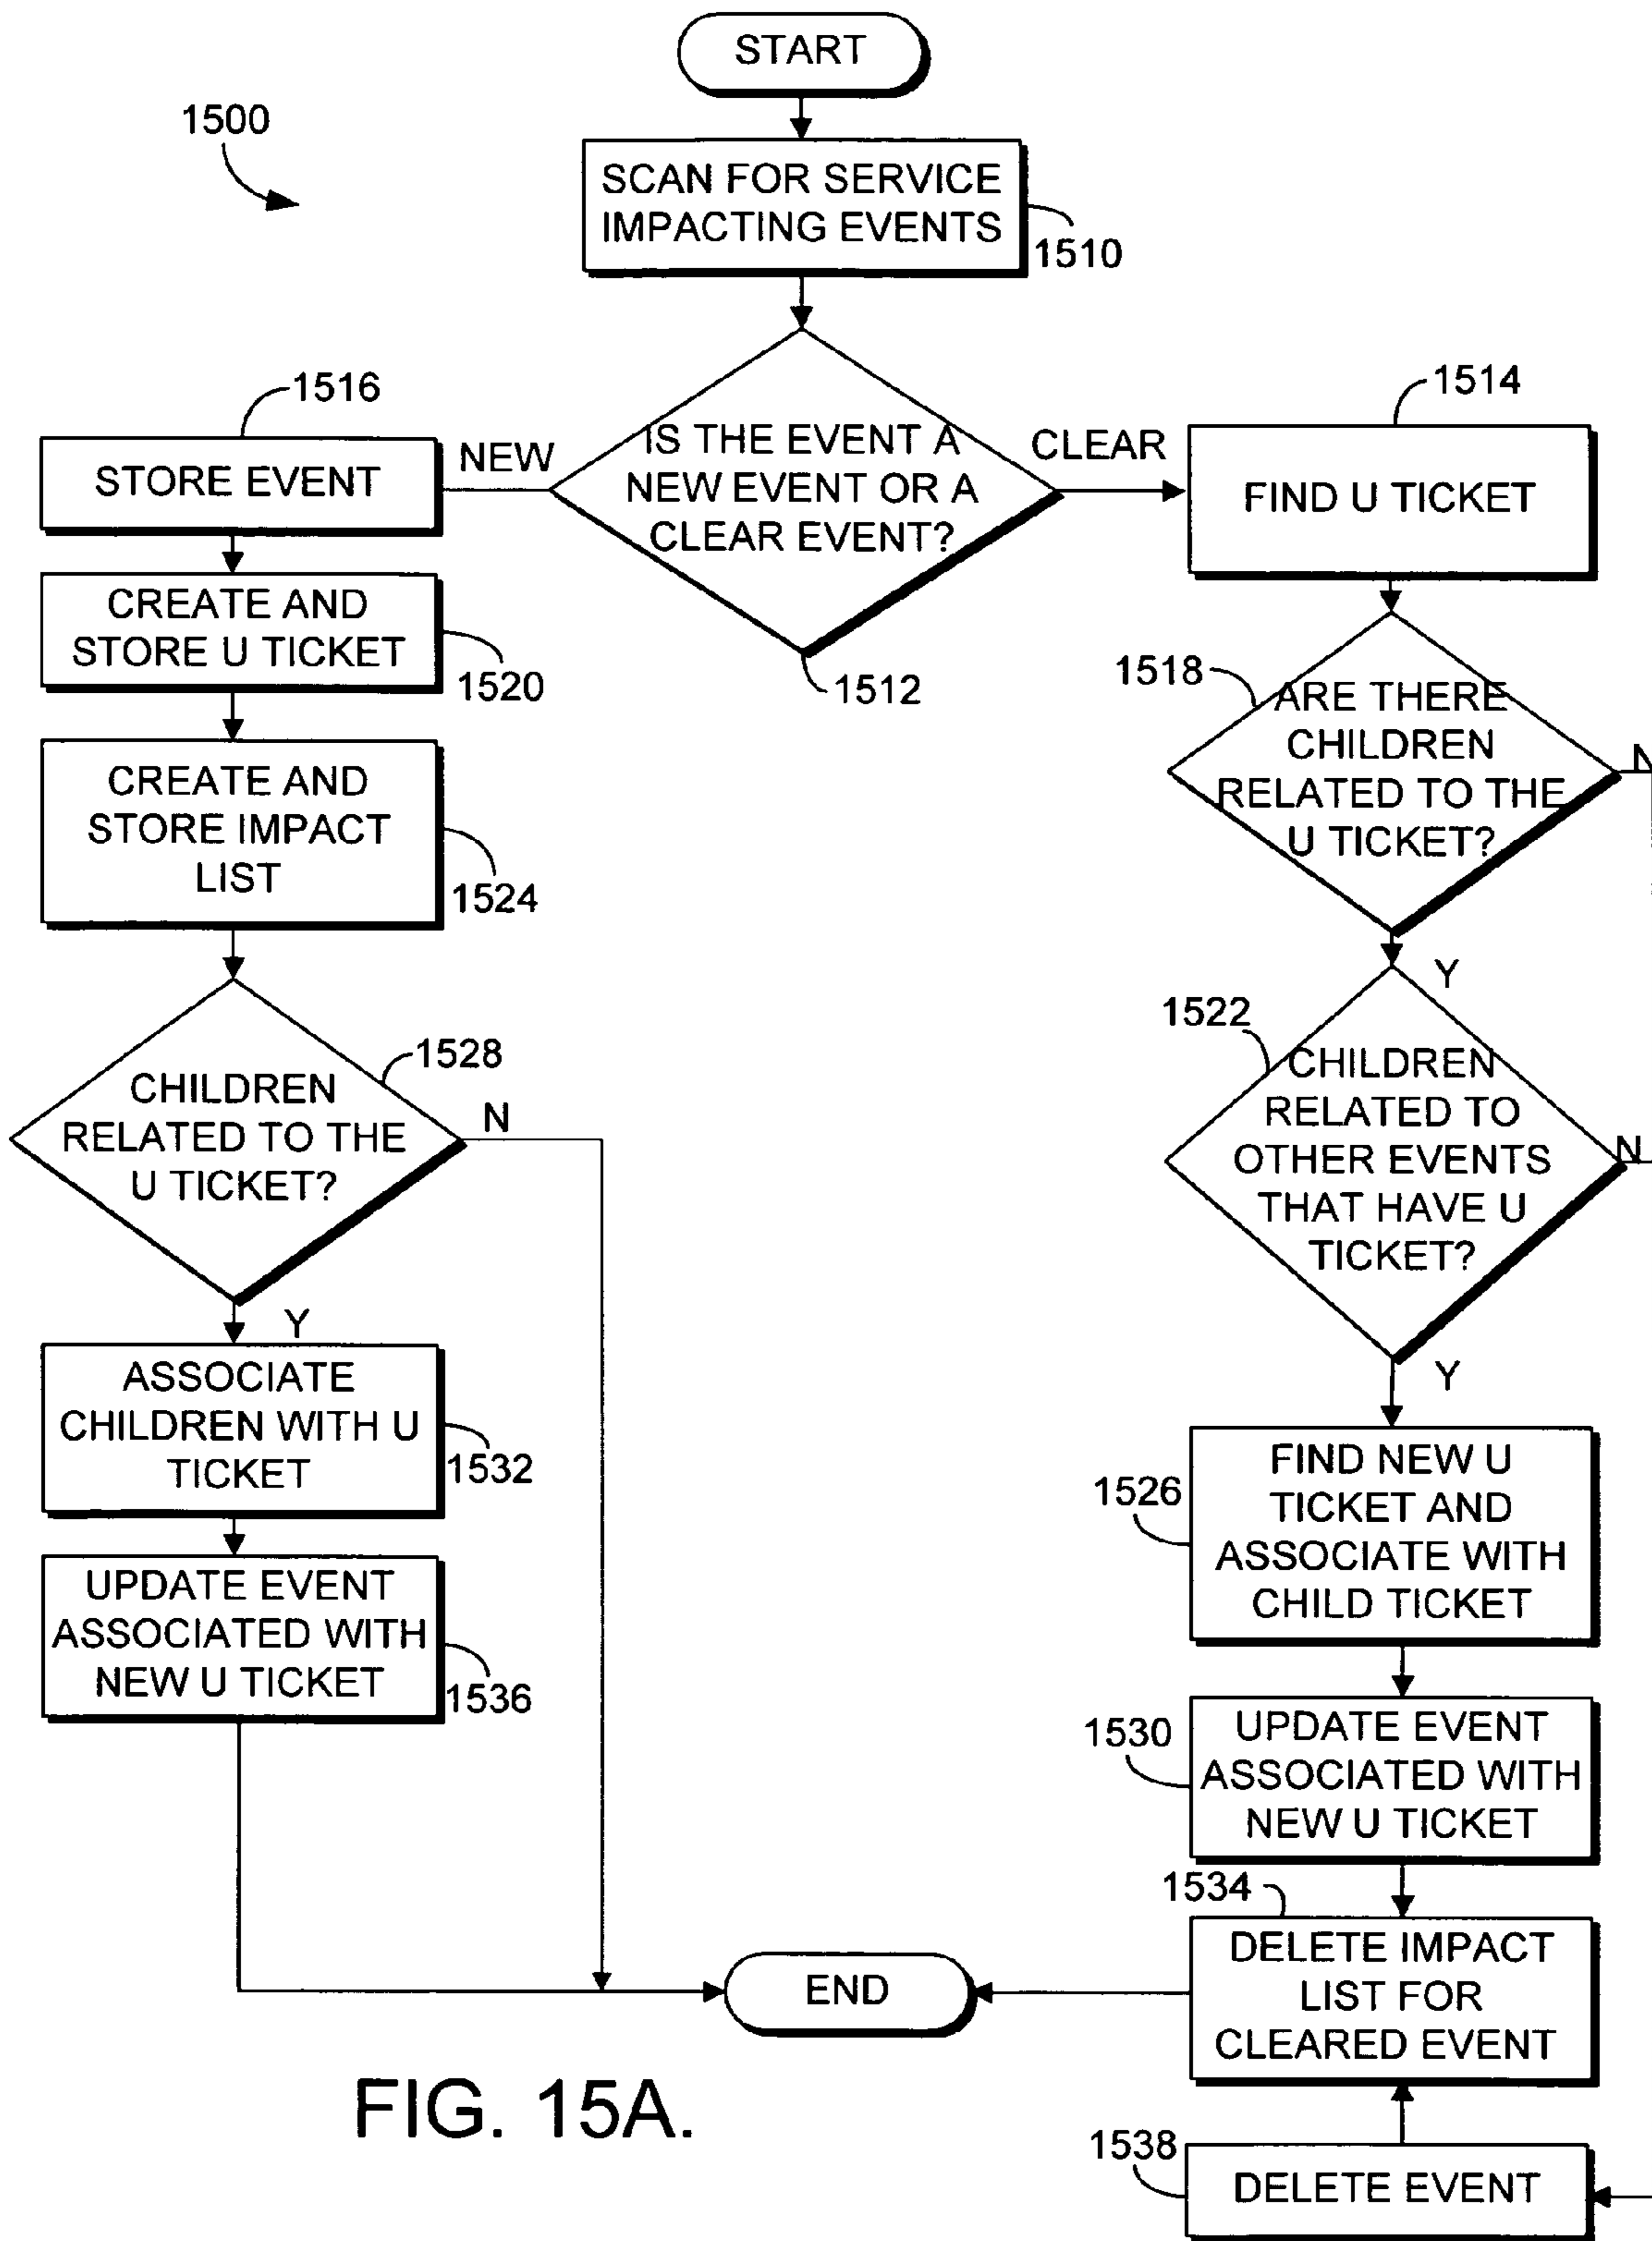 START
1500
SCAN FOR SERVICE
IMPACTING EVENTS
1510
1516
STORE EVENT
NEW
IS THE EVENT A
NEW EVENT OR A
CLEAR EVENT?
1512
CLEAR
1514
FIND U TICKET
CREATE AND
STORE U TICKET
1520
CREATE AND
STORE IMPACT
LIST
1524
1528
CHILDREN
RELATED TO THE
U TICKET?
N
Y
ASSOCIATE
CHILDREN WITH U
TICKET
1532
UPDATE EVENT
ASSOCIATED WITH
NEW U TICKET
1536
1518
ARE THERE
CHILDREN
RELATED TO THE
U TICKET?
N
Y
1522
CHILDREN
RELATED TO
OTHER EVENTS
THAT HAVE U
TICKET?
N
Y
1526
FIND NEW U
TICKET AND
ASSOCIATE WITH
CHILD TICKET
1530
UPDATE EVENT
ASSOCIATED WITH
NEW U TICKET
1534
DELETE IMPACT
LIST FOR
CLEARED EVENT
END
1538
DELETE EVENT
FIG. 15A.